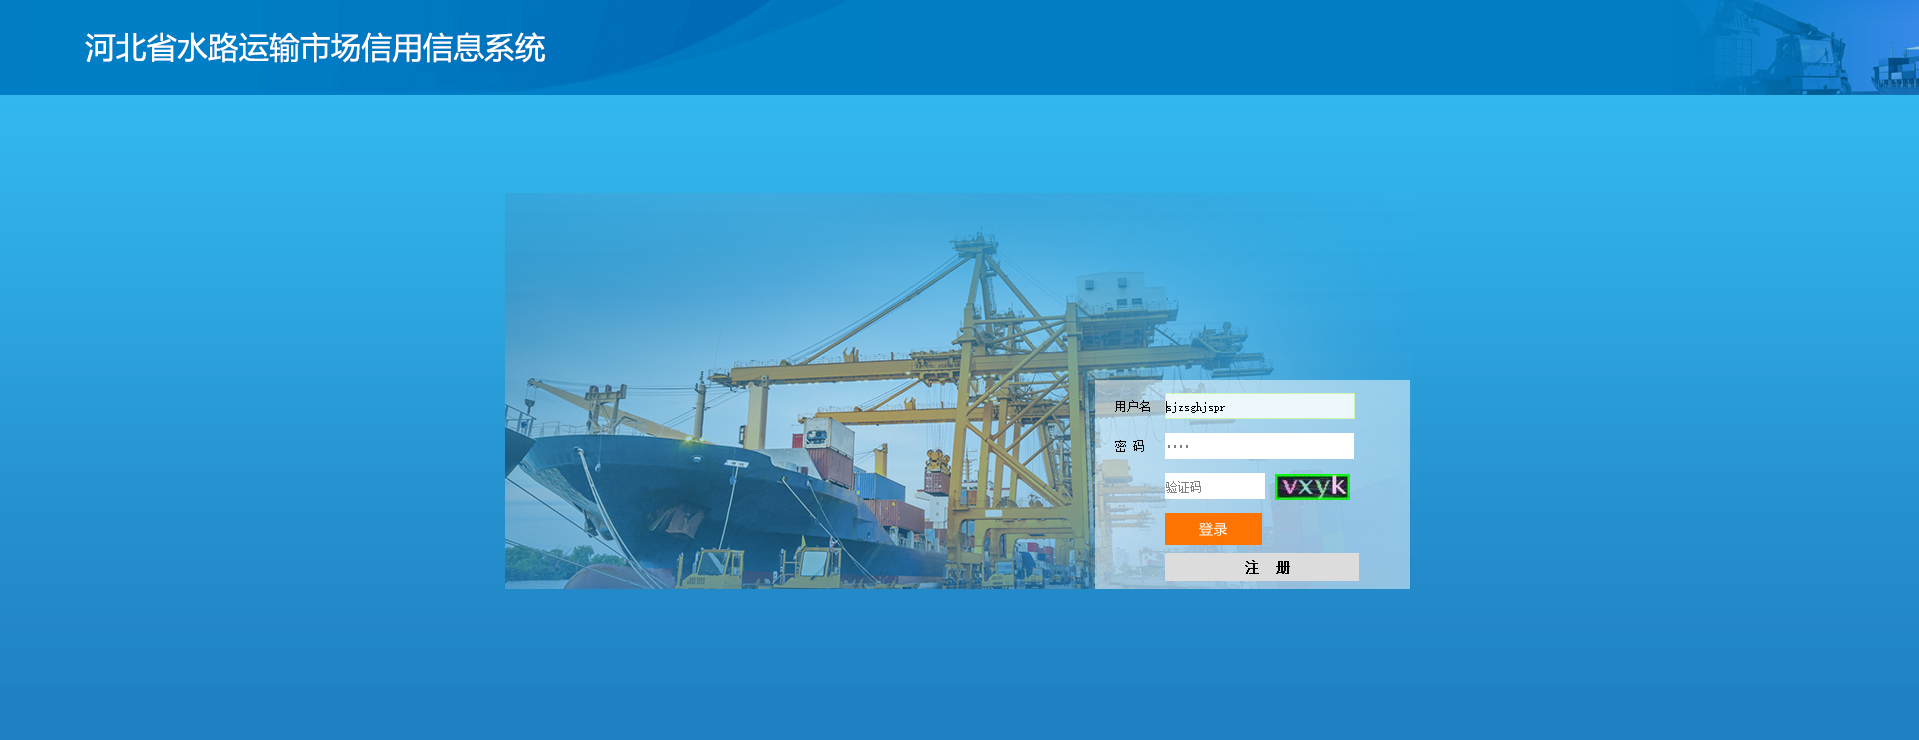 河北省水路运输市场信用信息系统
用户名 sjzsghjspr
密 码 ····
验证码 vxyk
登录
注 册